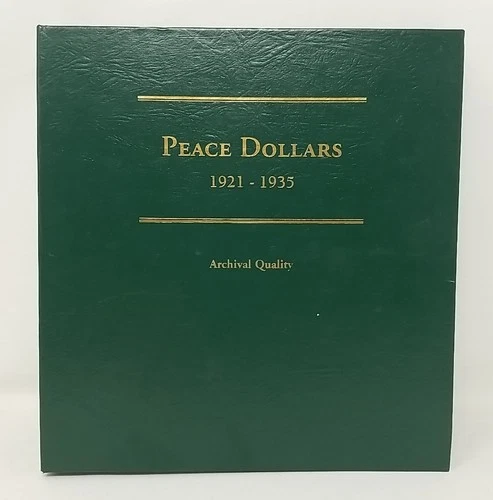 Peace Dollars
1921 - 1935
Archival Quality